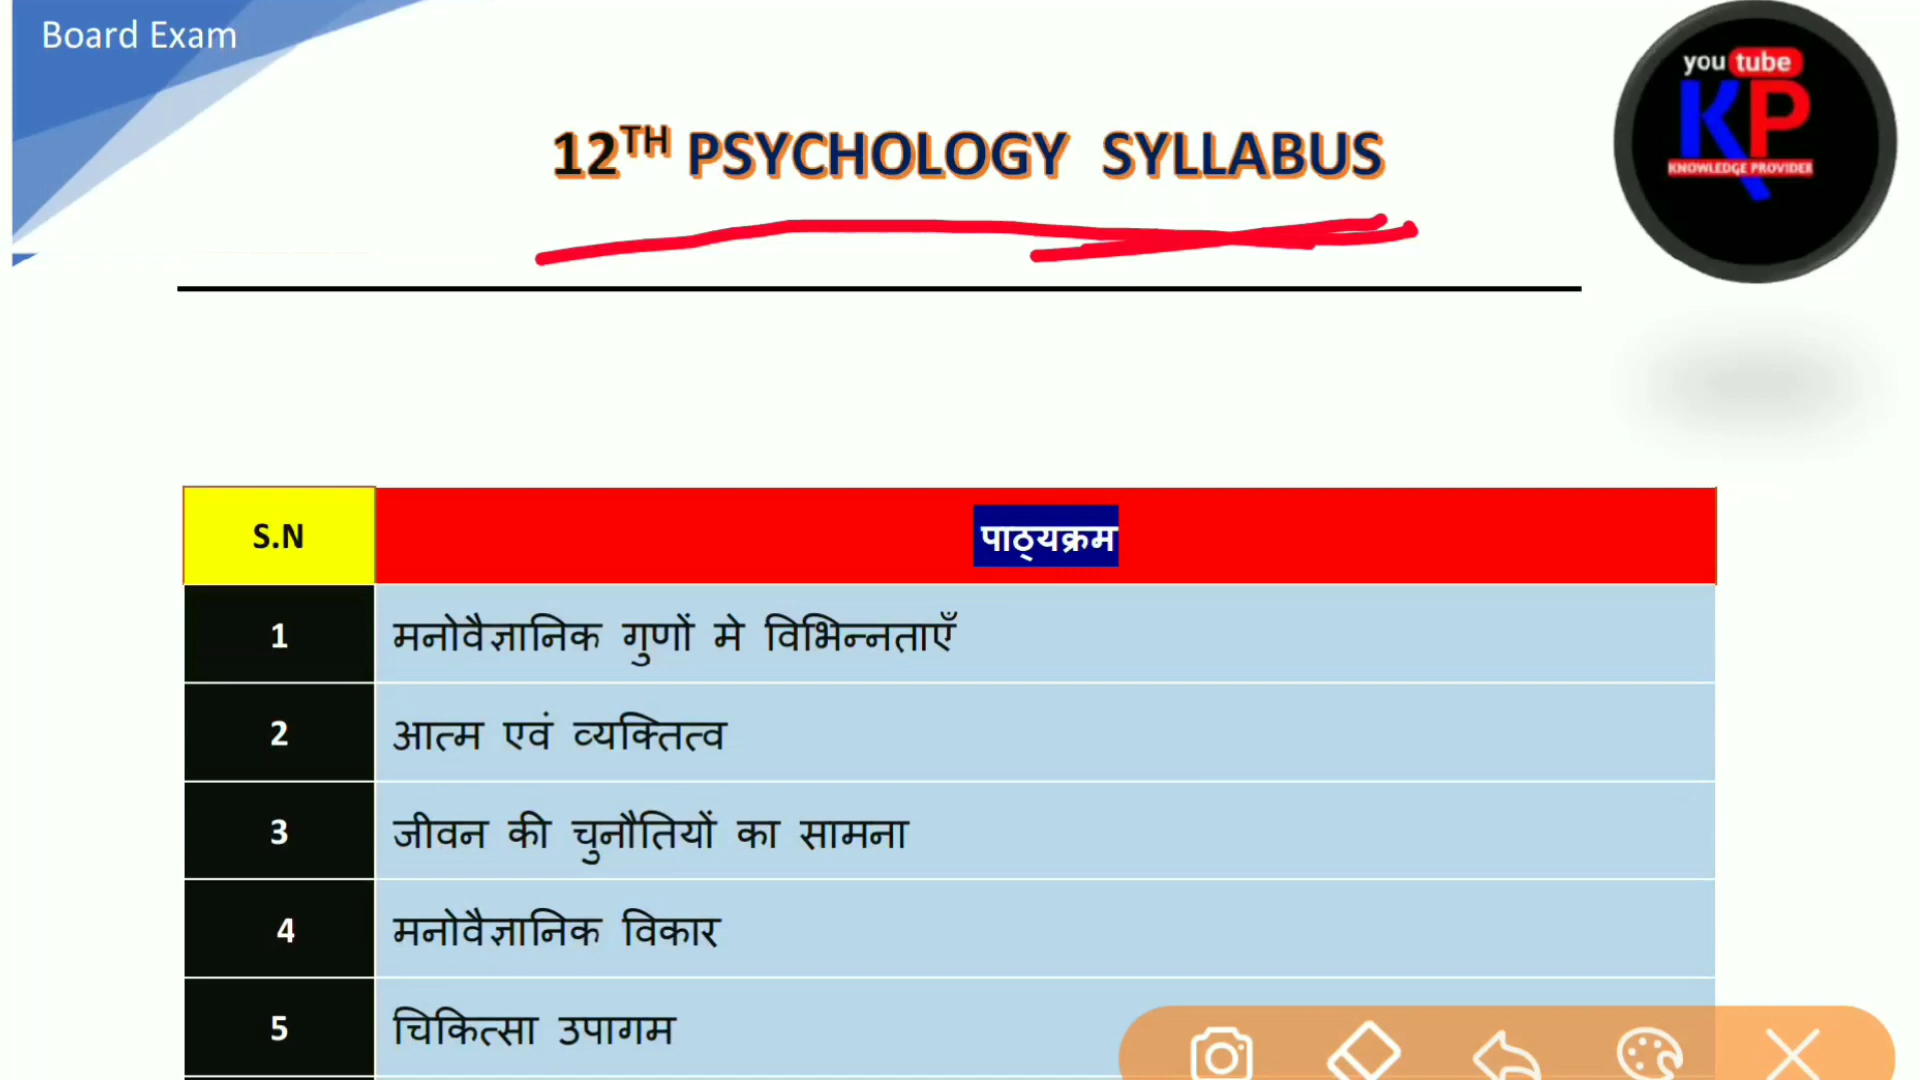 Board Exam
you tube
KP
KNOWLEDGE PROVIDER
12TH PSYCHOLOGY SYLLABUS
S.N पाठ्यक्रम
1 मनोवैज्ञानिक गुणों मे विभिन्नताएँ
2 आत्म एवं व्यक्तित्व
3 जीवन की चुनौतियों का सामना
4 मनोवैज्ञानिक विकार
5 चिकित्सा उपागम